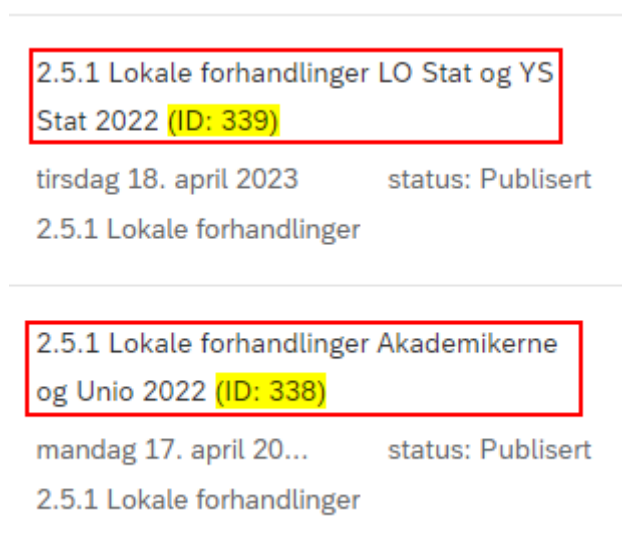 2.5.1 Lokale forhandlinger LO Stat og YS
Stat 2022 (ID: 339)
tirsdag 18. april 2023 status: Publisert
2.5.1 Lokale forhandlinger
2.5.1 Lokale forhandlinger Akademikerne
og Unio 2022 (ID: 338)
mandag 17. april 20... status: Publisert
2.5.1 Lokale forhandlinger